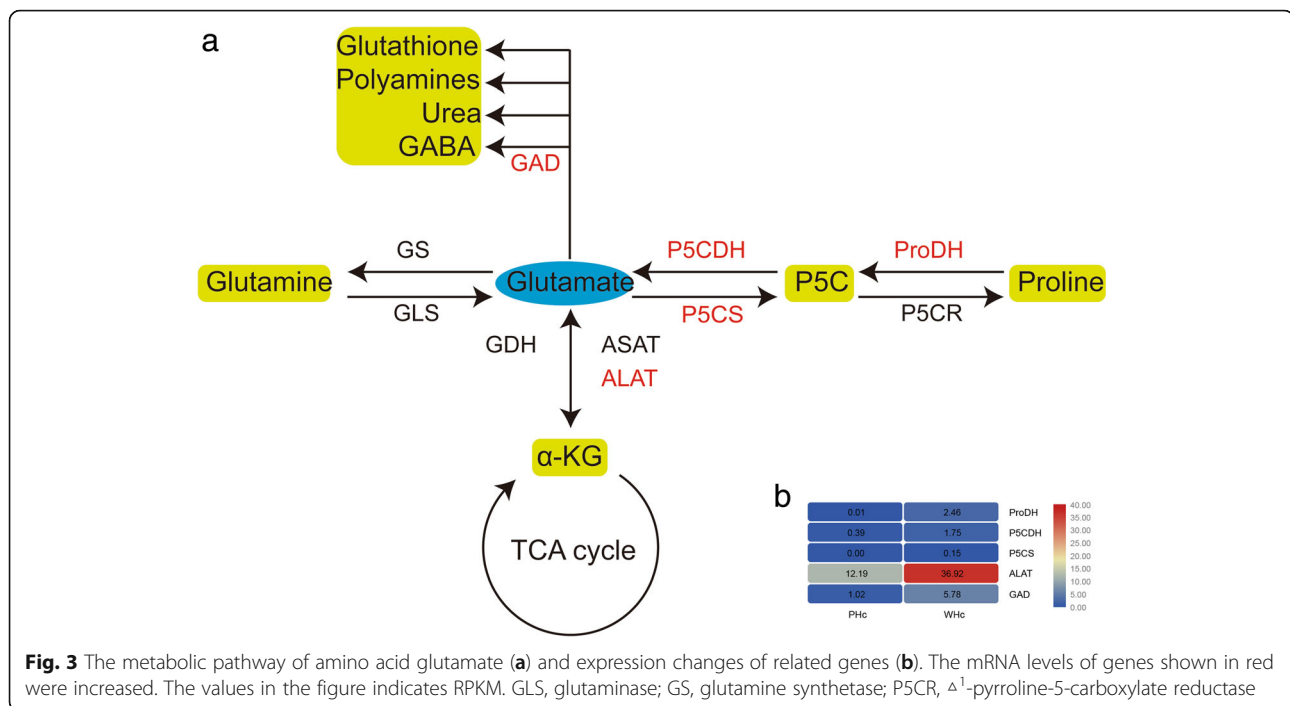 a
Glutathione
Polyamines
Urea
GABA
GAD
GS
P5CDH
ProDH
Glutamine
Glutamate
P5C
Proline
GLS
P5CS
P5CR
GDH
ASAT
ALAT
α-KG
TCA cycle
b
0.01 2.46 ProDH
0.39 1.75 P5CDH
0.00 0.15 P5CS
12.19 36.92 ALAT
1.02 5.78 GAD
PHc WHc
40.00
35.00
30.00
25.00
20.00
15.00
10.00
5.00
0.00
Fig. 3 The metabolic pathway of amino acid glutamate (a) and expression changes of related genes (b). The mRNA levels of genes shown in red
were increased. The values in the figure indicates RPKM. GLS, glutaminase; GS, glutamine synthetase; P5CR, △¹-pyrroline-5-carboxylate reductase